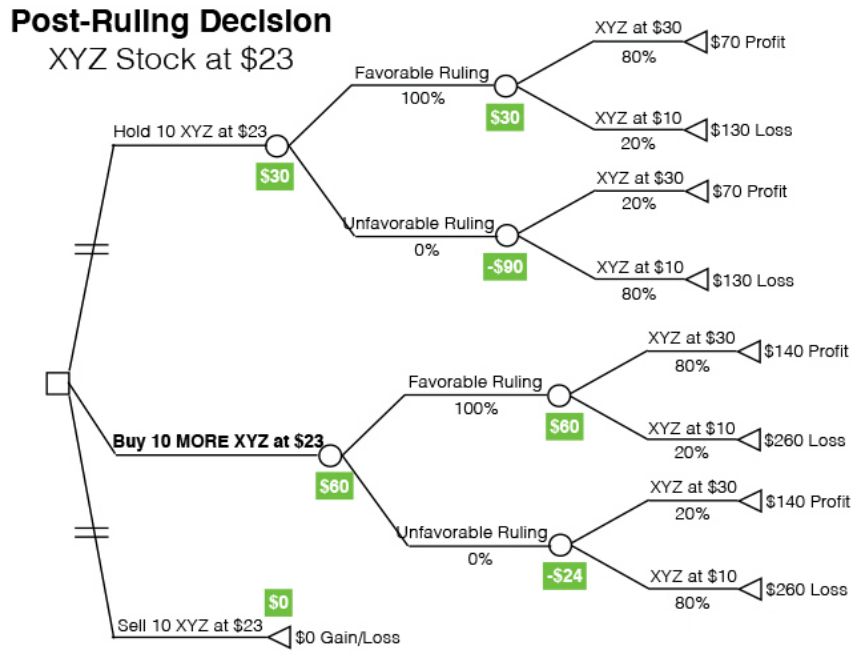 Post-Ruling Decision
XYZ Stock at $23
Hold 10 XYZ at $23
$30
Favorable Ruling
100%
$30
XYZ at $30
80%
$70 Profit
XYZ at $10
20%
$130 Loss
Unfavorable Ruling
0%
-$90
XYZ at $30
20%
$70 Profit
XYZ at $10
80%
$130 Loss
Buy 10 MORE XYZ at $23
$60
Favorable Ruling
100%
$60
XYZ at $30
80%
$140 Profit
XYZ at $10
20%
$260 Loss
Unfavorable Ruling
0%
-$24
XYZ at $30
20%
$140 Profit
XYZ at $10
80%
$260 Loss
$0
Sell 10 XYZ at $23
$0 Gain/Loss